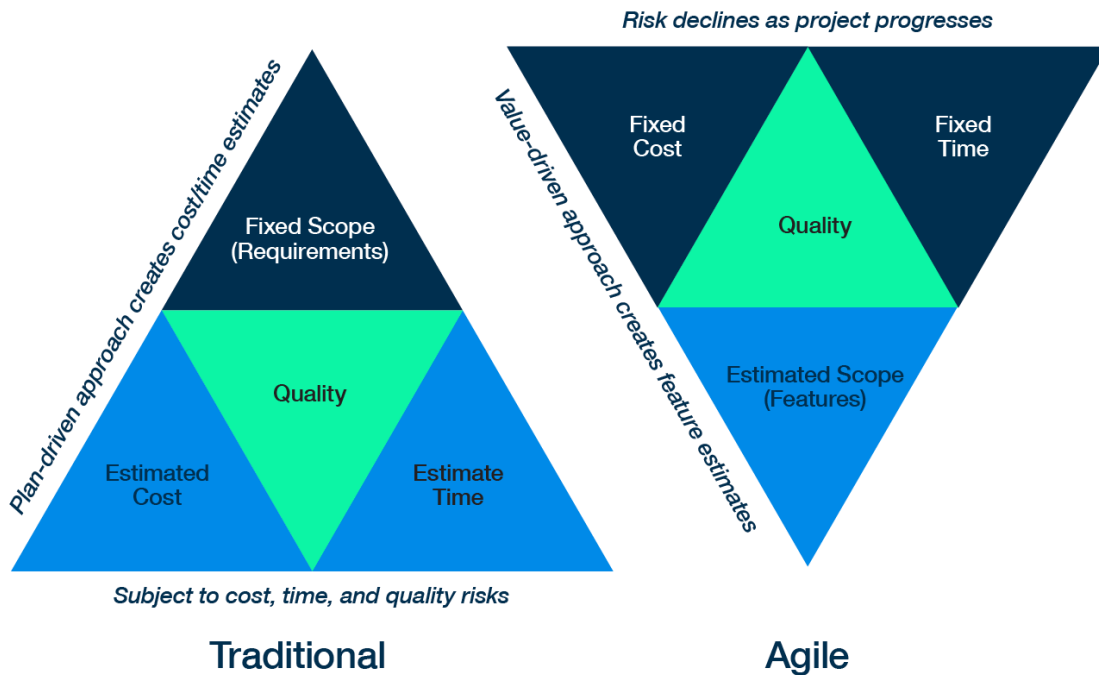 Risk declines as project progresses
Plan-driven approach creates cost/time estimates
Fixed Scope
(Requirements)
Quality
Estimated
Cost
Estimate
Time
Subject to cost, time, and quality risks
Traditional
Value-driven approach creates feature estimates
Fixed
Cost
Fixed
Time
Quality
Estimated Scope
(Features)
Agile